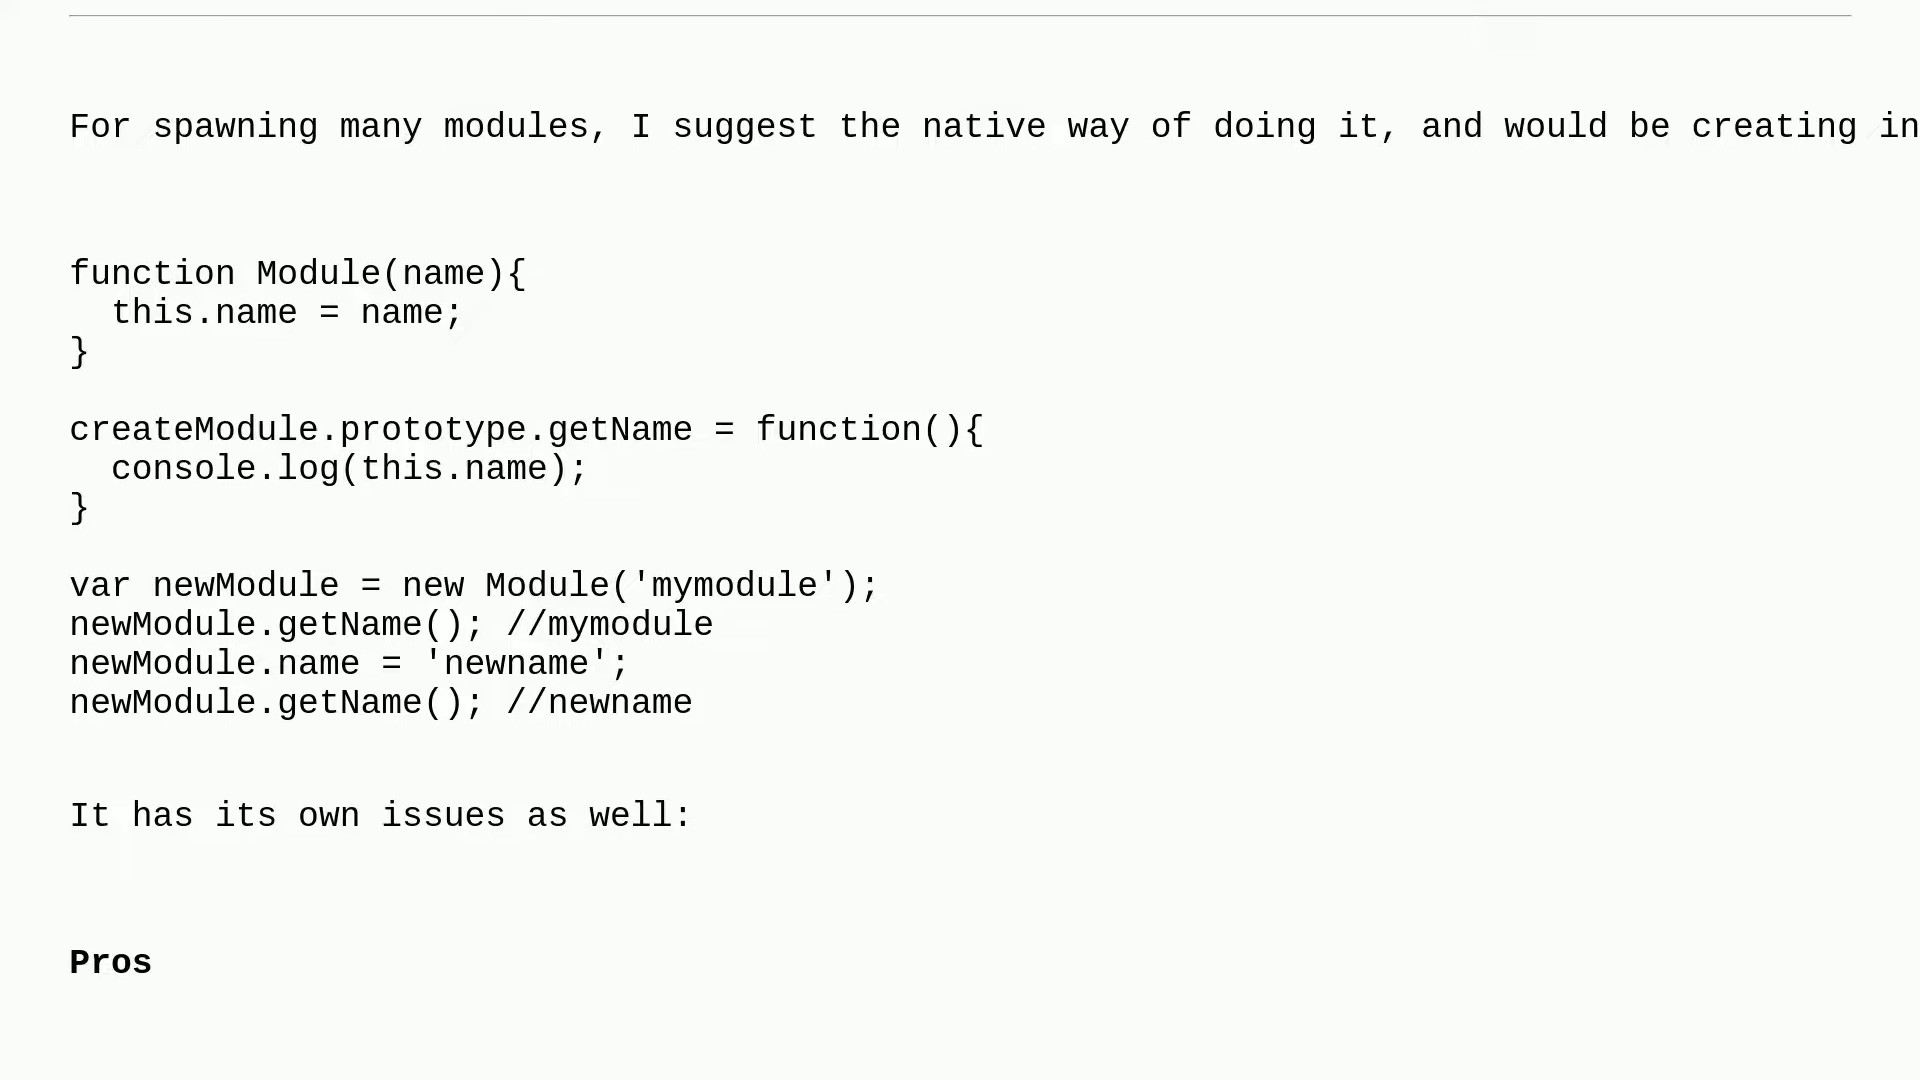 For spawning many modules, I suggest the native way of doing it, and would be creating in
function Module(name){
  this.name = name;
}
createModule.prototype.getName = function(){
  console.log(this.name);
}
var newModule = new Module('mymodule');
newModule.getName(); //mymodule
newModule.name = 'newname';
newModule.getName(); //newname
It has its own issues as well:
Pros